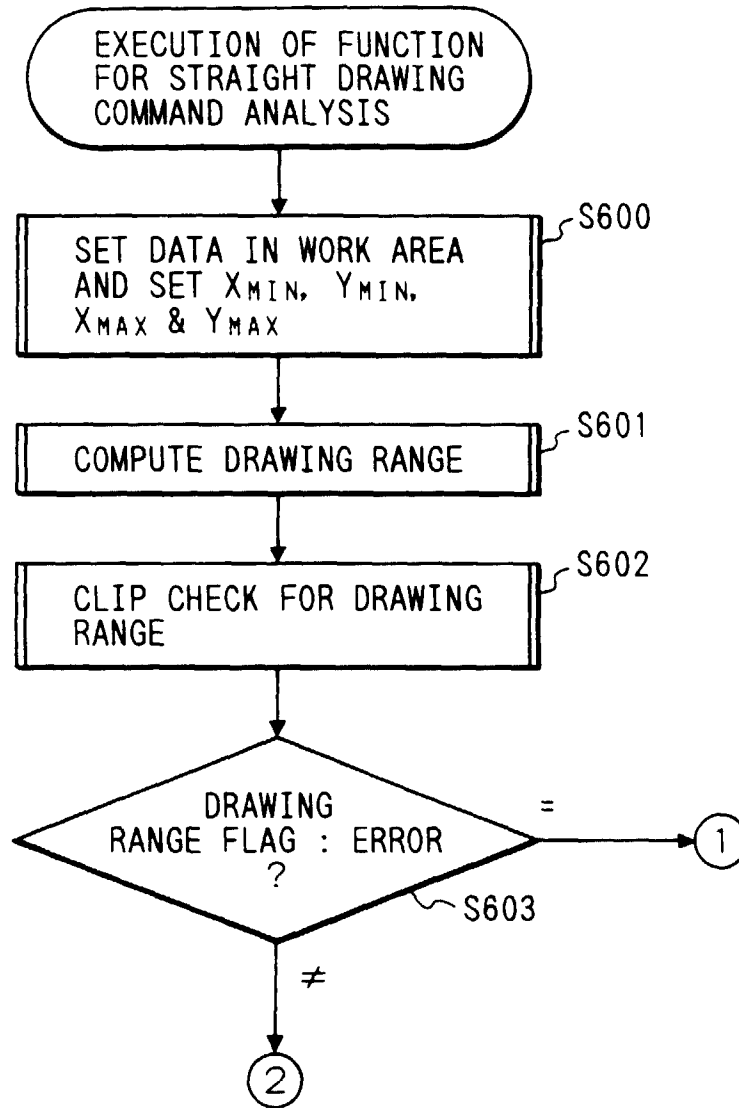 EXECUTION OF FUNCTION
FOR STRAIGHT DRAWING
COMMAND ANALYSIS
S600
SET DATA IN WORK AREA
AND SET XMIN, YMIN,
XMAX & YMAX
S601
COMPUTE DRAWING RANGE
S602
CLIP CHECK FOR DRAWING
RANGE
DRAWING
RANGE FLAG : ERROR
?
=
1
S603
≠
2